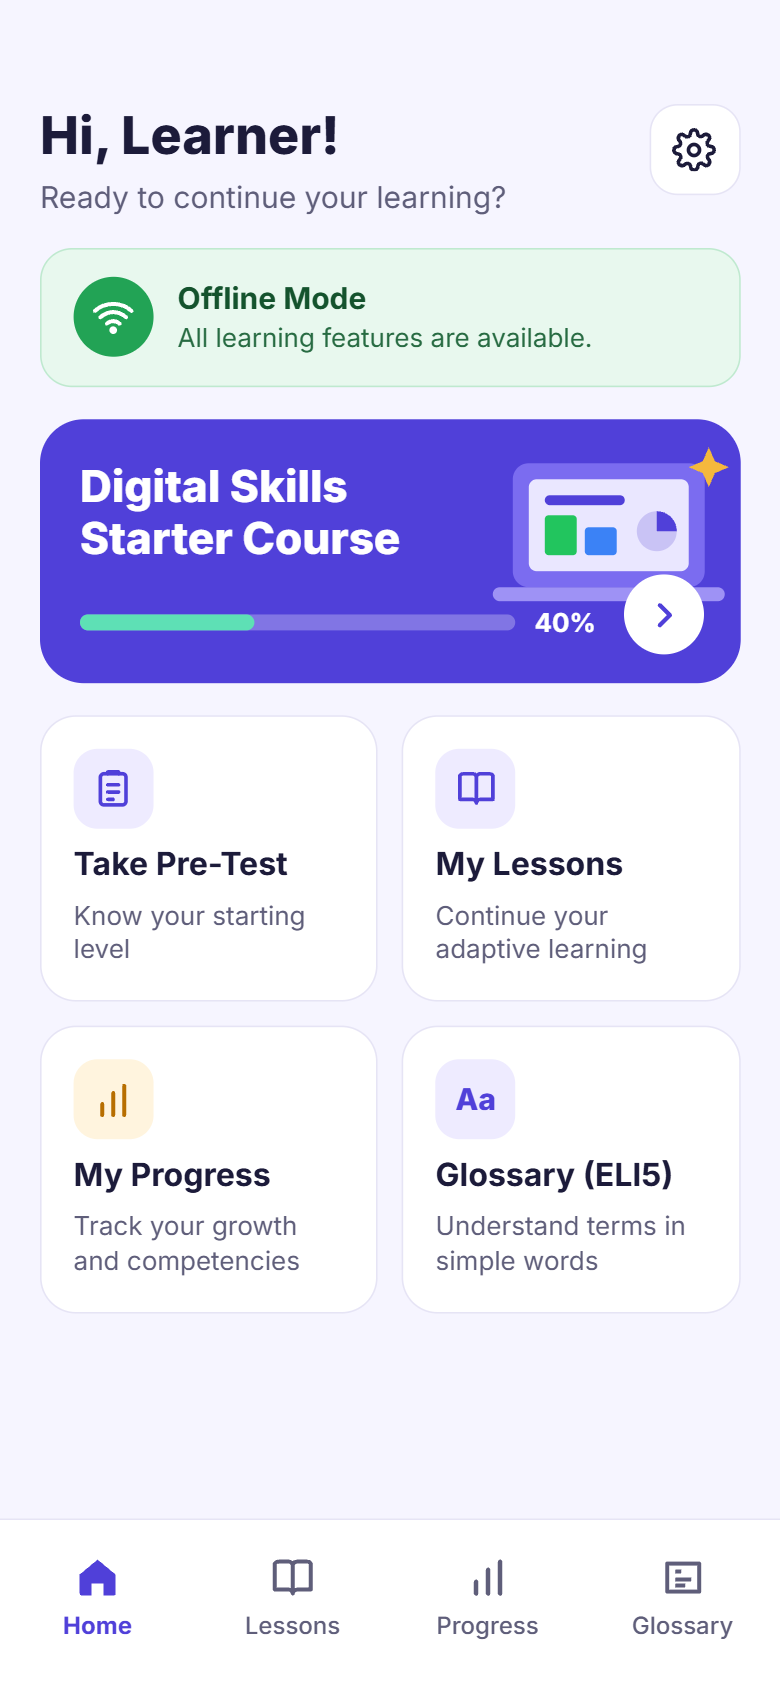 Hi, Learner!
Ready to continue your learning?
Offline Mode
All learning features are available.
Digital Skills
Starter Course
40%
Take Pre-Test
Know your starting
level
My Lessons
Continue your
adaptive learning
My Progress
Track your growth
and competencies
Aa
Glossary (ELI5)
Understand terms in
simple words
Home
Lessons
Progress
Glossary